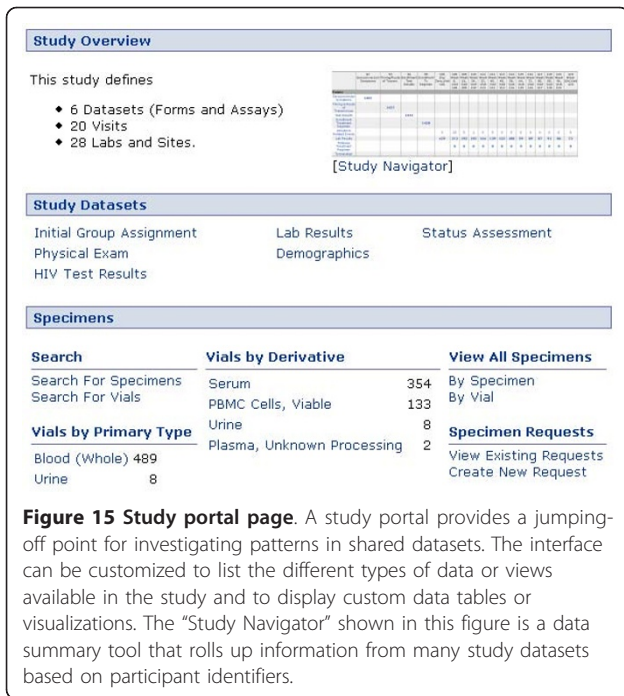 Study Overview
This study defines
♦ 6 Datasets (Forms and Assays)
♦ 20 Visits
♦ 28 Labs and Sites.
[Study Navigator]
Study Datasets
Initial Group Assignment Lab Results Status Assessment
Physical Exam Demographics
HIV Test Results
Specimens
Search
Search For Specimens
Search For Vials
Vials by Primary Type
Blood (Whole) 489
Urine 8
Vials by Derivative
Serum 354
PBMC Cells, Viable 133
Urine 8
Plasma, Unknown Processing 2
View All Specimens
By Specimen
By Vial
Specimen Requests
View Existing Requests
Create New Request
Figure 15 Study portal page. A study portal provides a jumping-
off point for investigating patterns in shared datasets. The interface
can be customized to list the different types of data or views
available in the study and to display custom data tables or
visualizations. The “Study Navigator” shown in this figure is a data
summary tool that rolls up information from many study datasets
based on participant identifiers.